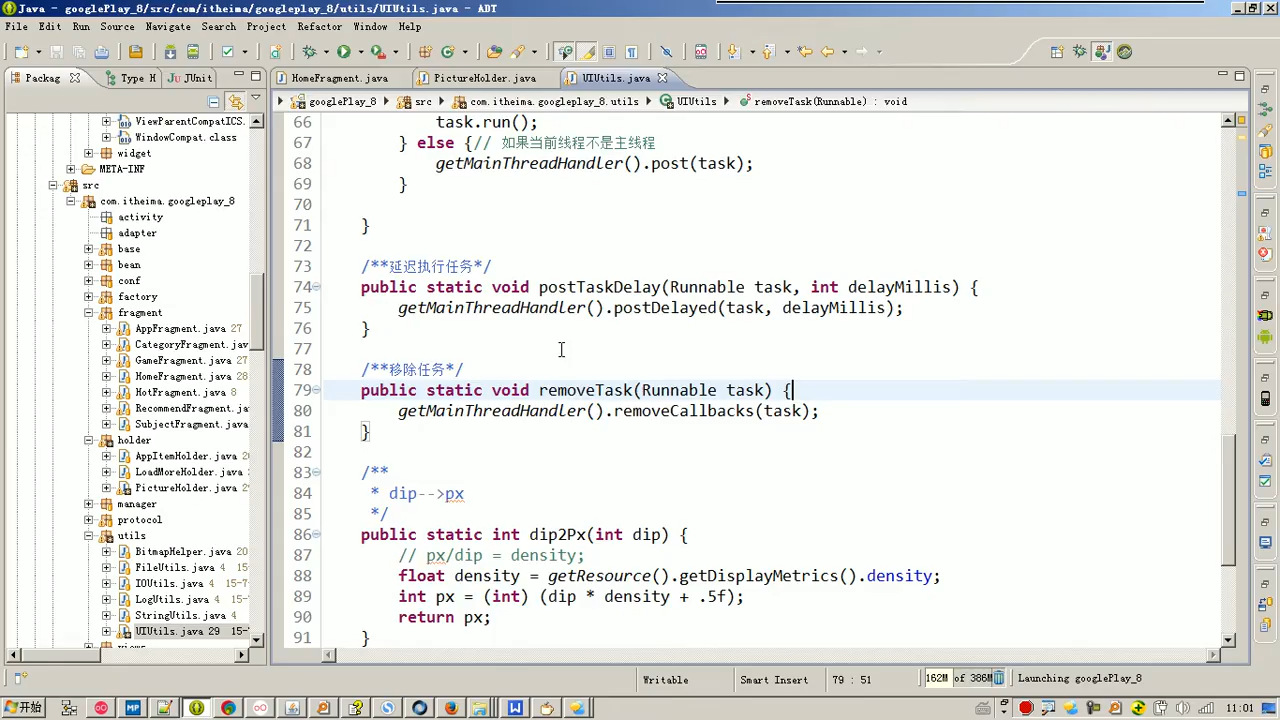 Java - googlePlay_8/src/com/itheima/googleplay_8/utils/UIUtils.java - ADT
File Edit Run Source Navigate Search Project Refactor Window Help
Packag Type H JUnit
HomeFragment.java PictureHolder.java UIUtils.java
googlePlay_8 src com.itheima.googleplay_8.utils UIUtils removeTask(Runnable) : void
ViewParentCompatICS.
WindowCompat.class
widget
META-INF
src
com.itheima.googleplay_8
activity
adapter
base
bean
conf
factory
fragment
AppFragment.java 27
CategoryFragment.java
GameFragment.java 27
HomeFragment.java 27
HotFragment.java 8
RecommendFragment.jav
SubjectFragment.java
holder
AppItemHolder.java 27
LoadMoreHolder.java 2
PictureHolder.java 29
manager
protocol
utils
BitmapHelper.java 15-
FileUtils.java 4
IOUtils.java 15-7
LogUtils.java 15-
StringUtils.java 4
UIUtils.java 29 15-
66 task.run();
67 } else {// 如果当前线程不是主线程
68 getMainThreadHandler().post(task);
69 }
70
71 }
72
73 /**延迟执行任务*/
74 public static void postTaskDelay(Runnable task, int delayMillis) {
75 getMainThreadHandler().postDelayed(task, delayMillis);
76 }
77
78 /**移除任务*/
79 public static void removeTask(Runnable task) {
80 getMainThreadHandler().removeCallbacks(task);
81 }
82
83 /**
84 * dip-->px
85 */
86 public static int dip2Px(int dip) {
87 // px/dip = density;
88 float density = getResource().getDisplayMetrics().density;
89 int px = (int) (dip * density + .5f);
90 return px;
91 }
Writable Smart Insert 79 : 51 162M of 386M Launching googlePlay_8
开始 11:01